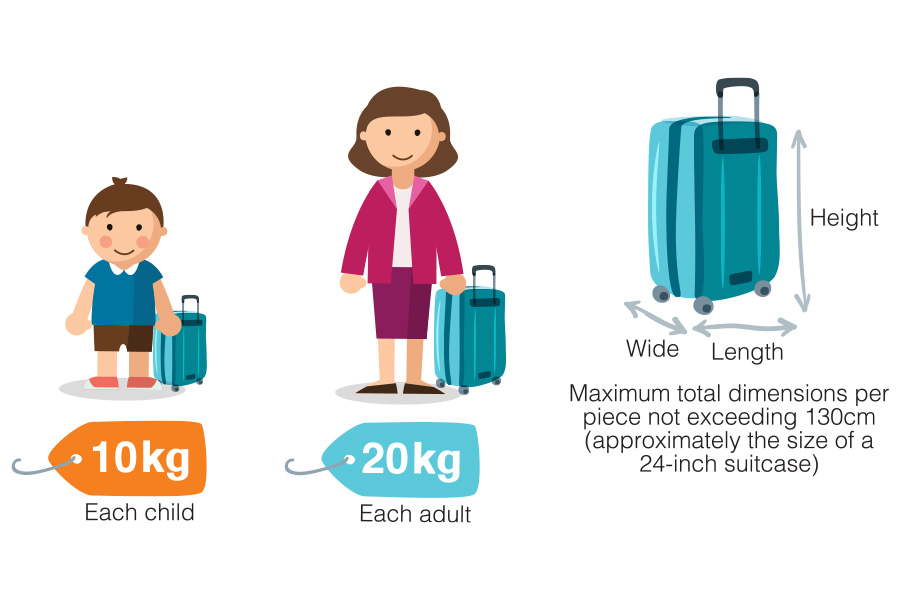 10kg
Each child
20kg
Each adult
Height
Wide
Length
Maximum total dimensions per
piece not exceeding 130cm
(approximately the size of a
24-inch suitcase)